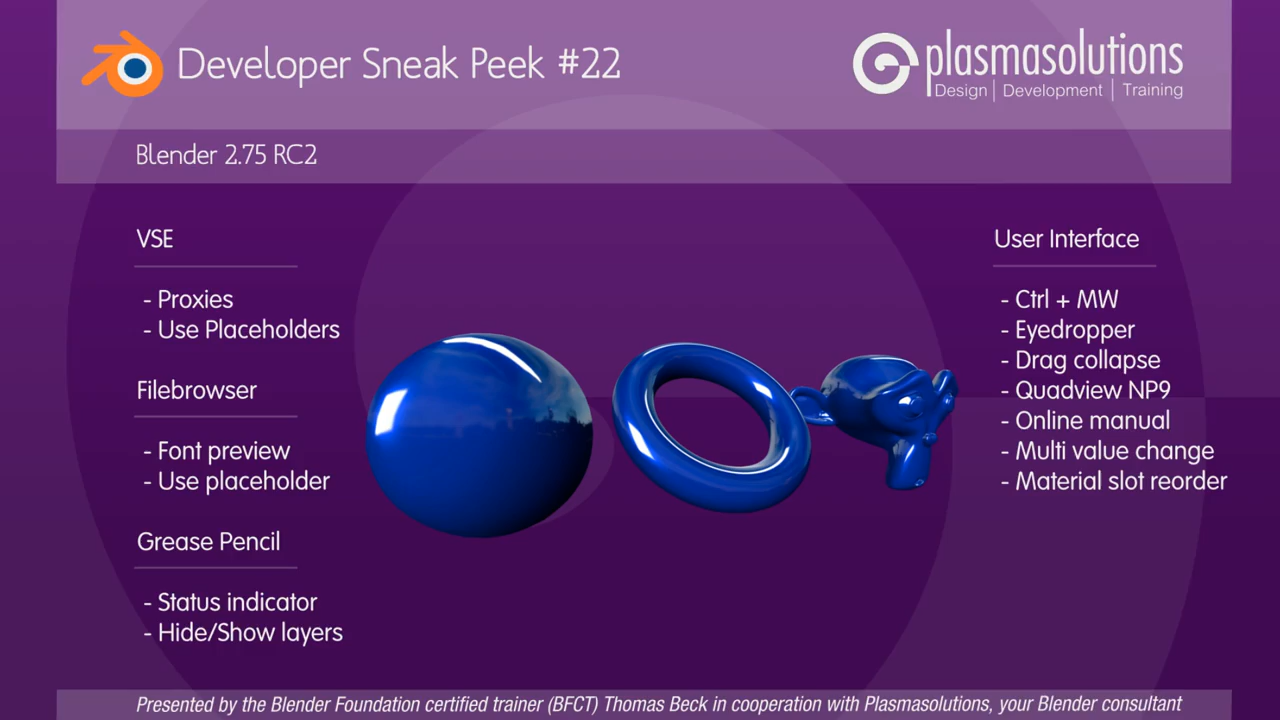 Developer Sneak Peek #22
plasmasolutions
Design | Development | Training
Blender 2.75 RC2
VSE
- Proxies
- Use Placeholders
Filebrowser
- Font preview
- Use placeholder
Grease Pencil
- Status indicator
- Hide/Show layers
User Interface
- Ctrl + MW
- Eyedropper
- Drag collapse
- Quadview NP9
- Online manual
- Multi value change
- Material slot reorder
Presented by the Blender Foundation certified trainer (BFCT) Thomas Beck in cooperation with Plasmasolutions, your Blender consultant